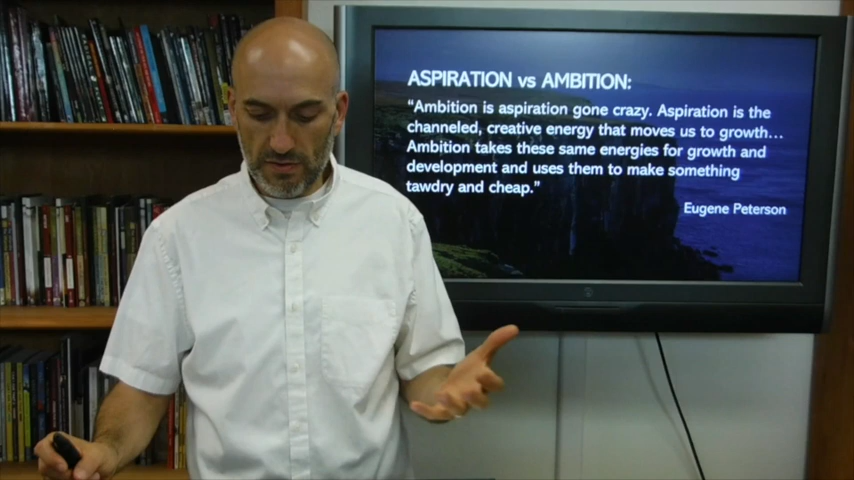 ASPIRATION vs AMBITION:
“Ambition is aspiration gone crazy. Aspiration is the
channeled, creative energy that moves us to growth…
Ambition takes these same energies for growth and
development and uses them to make something
tawdry and cheap.”
Eugene Peterson